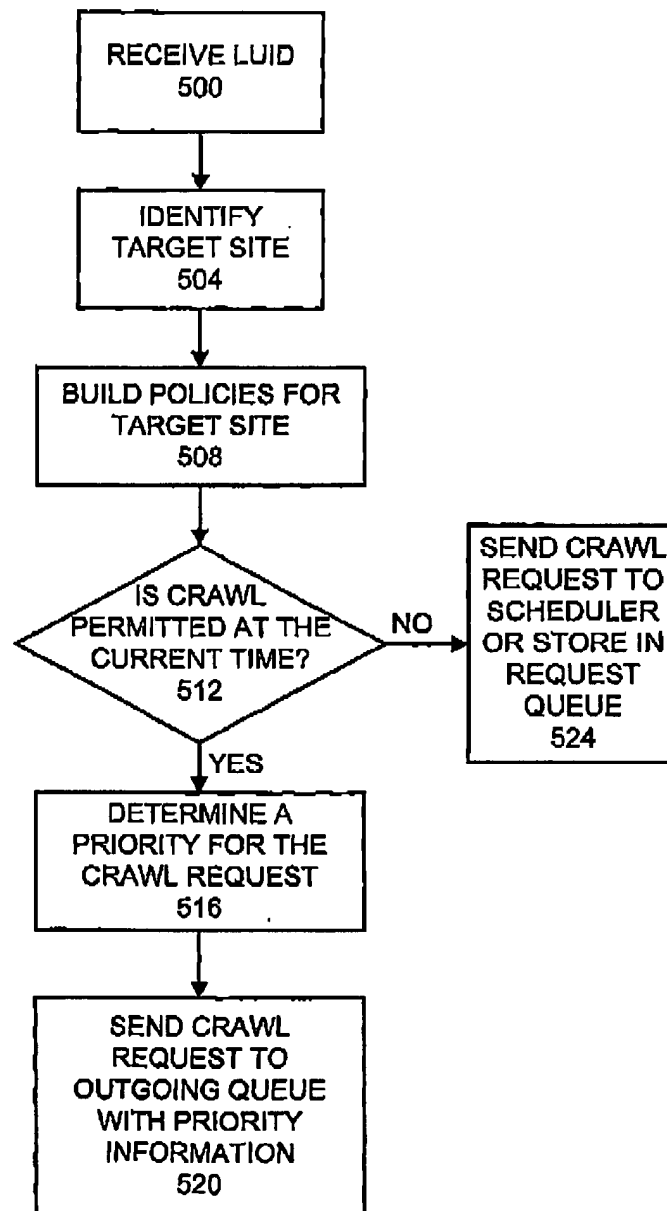 RECEIVE LUID
500
IDENTIFY
TARGET SITE
504
BUILD POLICIES FOR
TARGET SITE
508
IS CRAWL
PERMITTED AT THE
CURRENT TIME?
512
NO
SEND CRAWL
REQUEST TO
SCHEDULER
OR STORE IN
REQUEST
QUEUE
524
YES
DETERMINE A
PRIORITY FOR THE
CRAWL REQUEST
516
SEND CRAWL
REQUEST TO
OUTGOING QUEUE
WITH PRIORITY
INFORMATION
520